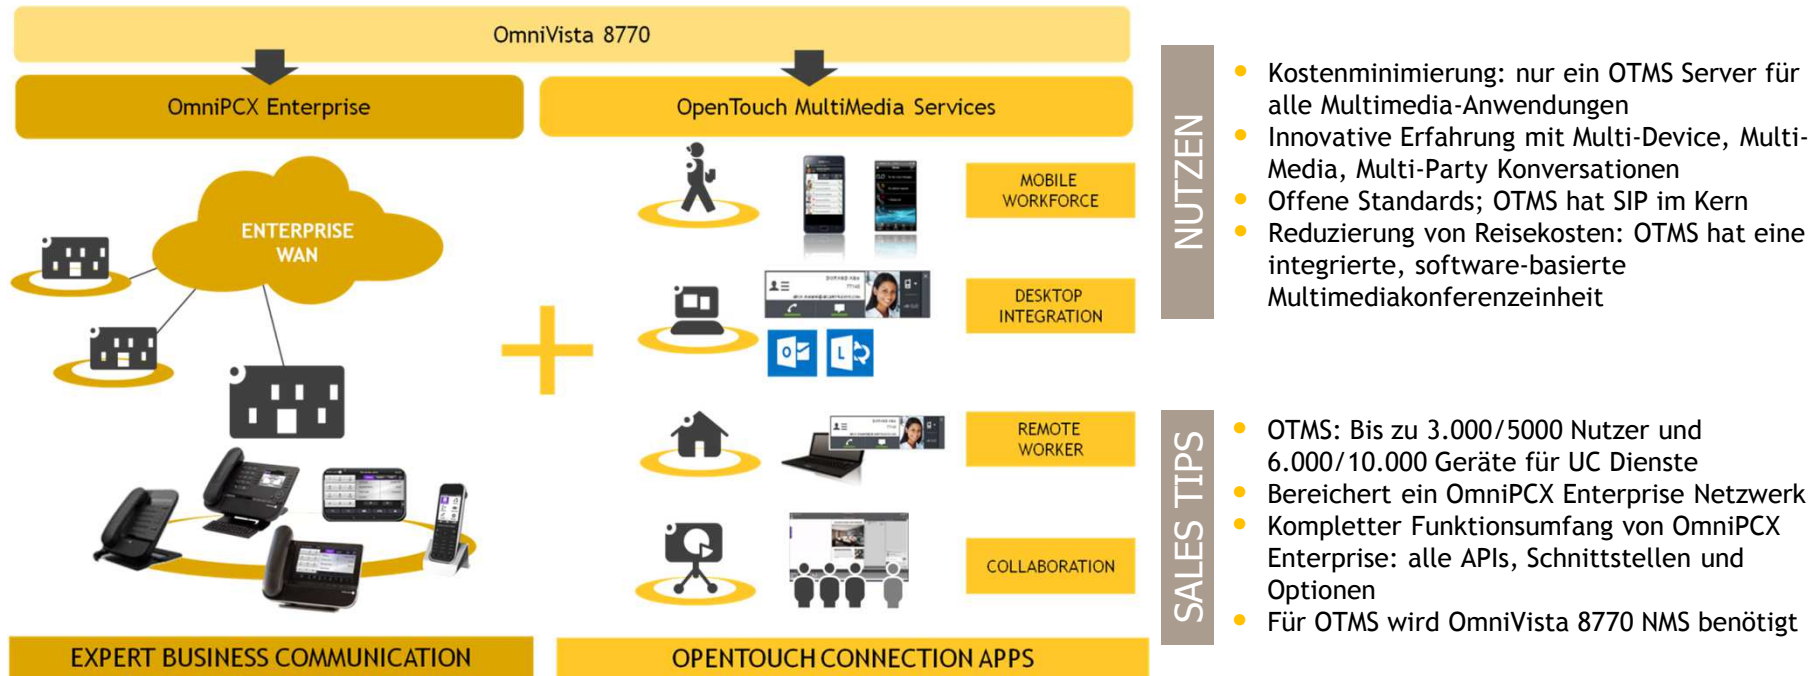 OmniVista 8770
OmniPCX Enterprise
OpenTouch MultiMedia Services
ENTERPRISE
WAN
MOBILE
WORKFORCE
DESKTOP
INTEGRATION
REMOTE
WORKER
COLLABORATION
EXPERT BUSINESS COMMUNICATION
OPENTOUCH CONNECTION APPS
NUTZEN
• Kostenminimierung: nur ein OTMS Server für
alle Multimedia-Anwendungen
• Innovative Erfahrung mit Multi-Device, Multi-
Media, Multi-Party Konversationen
• Offene Standards; OTMS hat SIP im Kern
• Reduzierung von Reisekosten: OTMS hat eine
integrierte, software-basierte
Multimediakonferenzeinheit
SALES TIPS
• OTMS: Bis zu 3.000/5000 Nutzer und
6.000/10.000 Geräte für UC Dienste
• Bereichert ein OmniPCX Enterprise Netzwerk
• Kompletter Funktionsumfang von OmniPCX
Enterprise: alle APIs, Schnittstellen und
Optionen
• Für OTMS wird OmniVista 8770 NMS benötigt